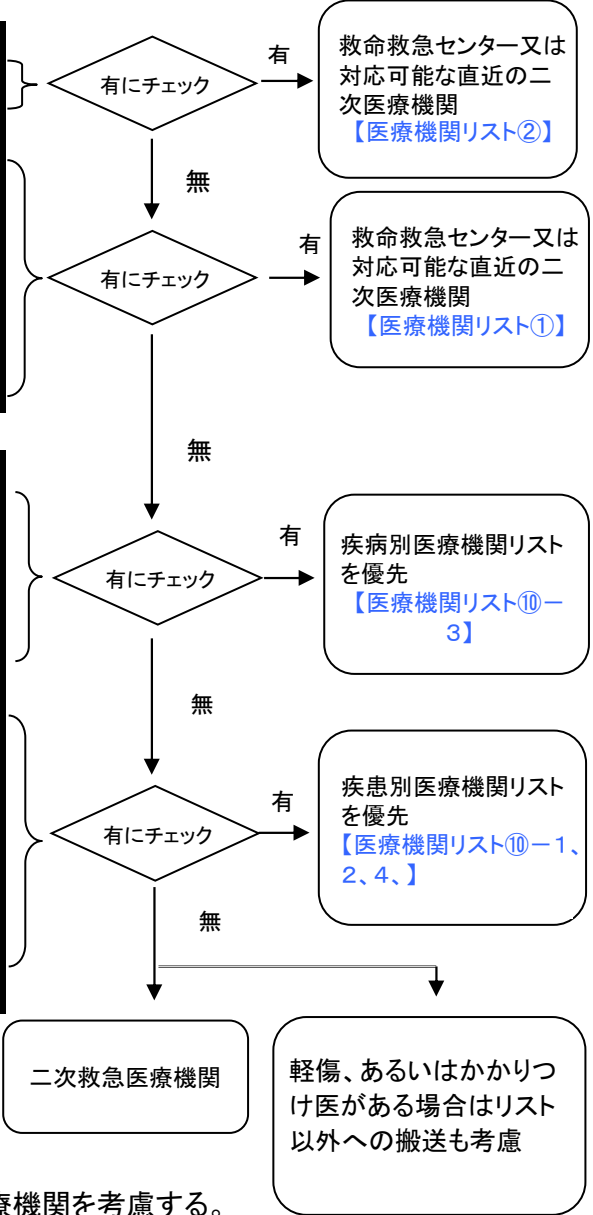 有にチェック
有
救命救急センター又は
対応可能な直近の二
次医療機関
【医療機関リスト②】
無
有にチェック
有
救命救急センター又は
対応可能な直近の二
次医療機関
【医療機関リスト①】
無
有にチェック
有
疾病別医療機関リスト
を優先
【医療機関リスト⑩－
３】
無
有にチェック
有
疾患別医療機関リスト
を優先
【医療機関リスト⑩－１、
２、４、】
無
二次救急医療機関
軽傷、あるいはかかりつ
け医がある場合はリスト
以外への搬送も考慮
療機関を考慮する。